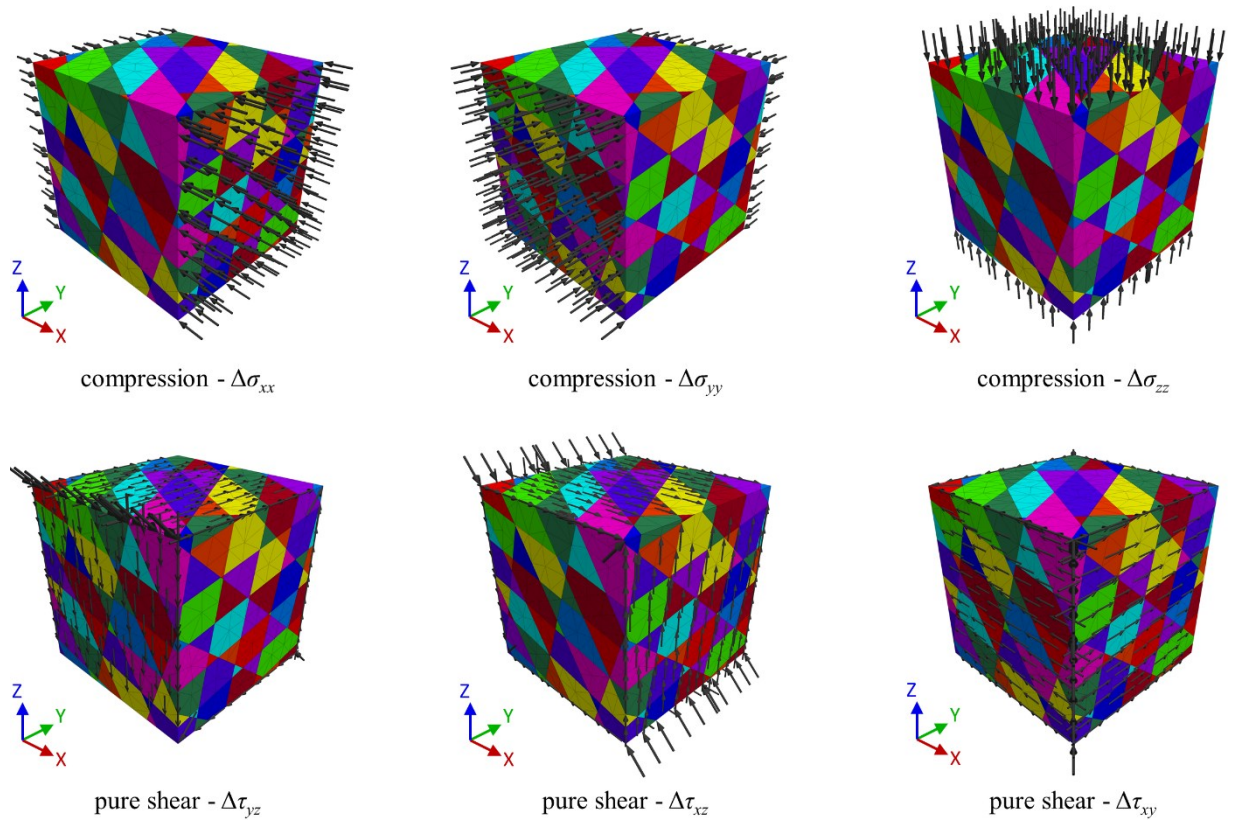 Z
Y
X
Z
Y
X
Z
Y
X
compression - Δσxx
compression - Δσyy
compression - Δσzz
Z
Y
X
Z
Y
X
Z
Y
X
pure shear - Δτyz
pure shear - Δτxz
pure shear - Δτxy